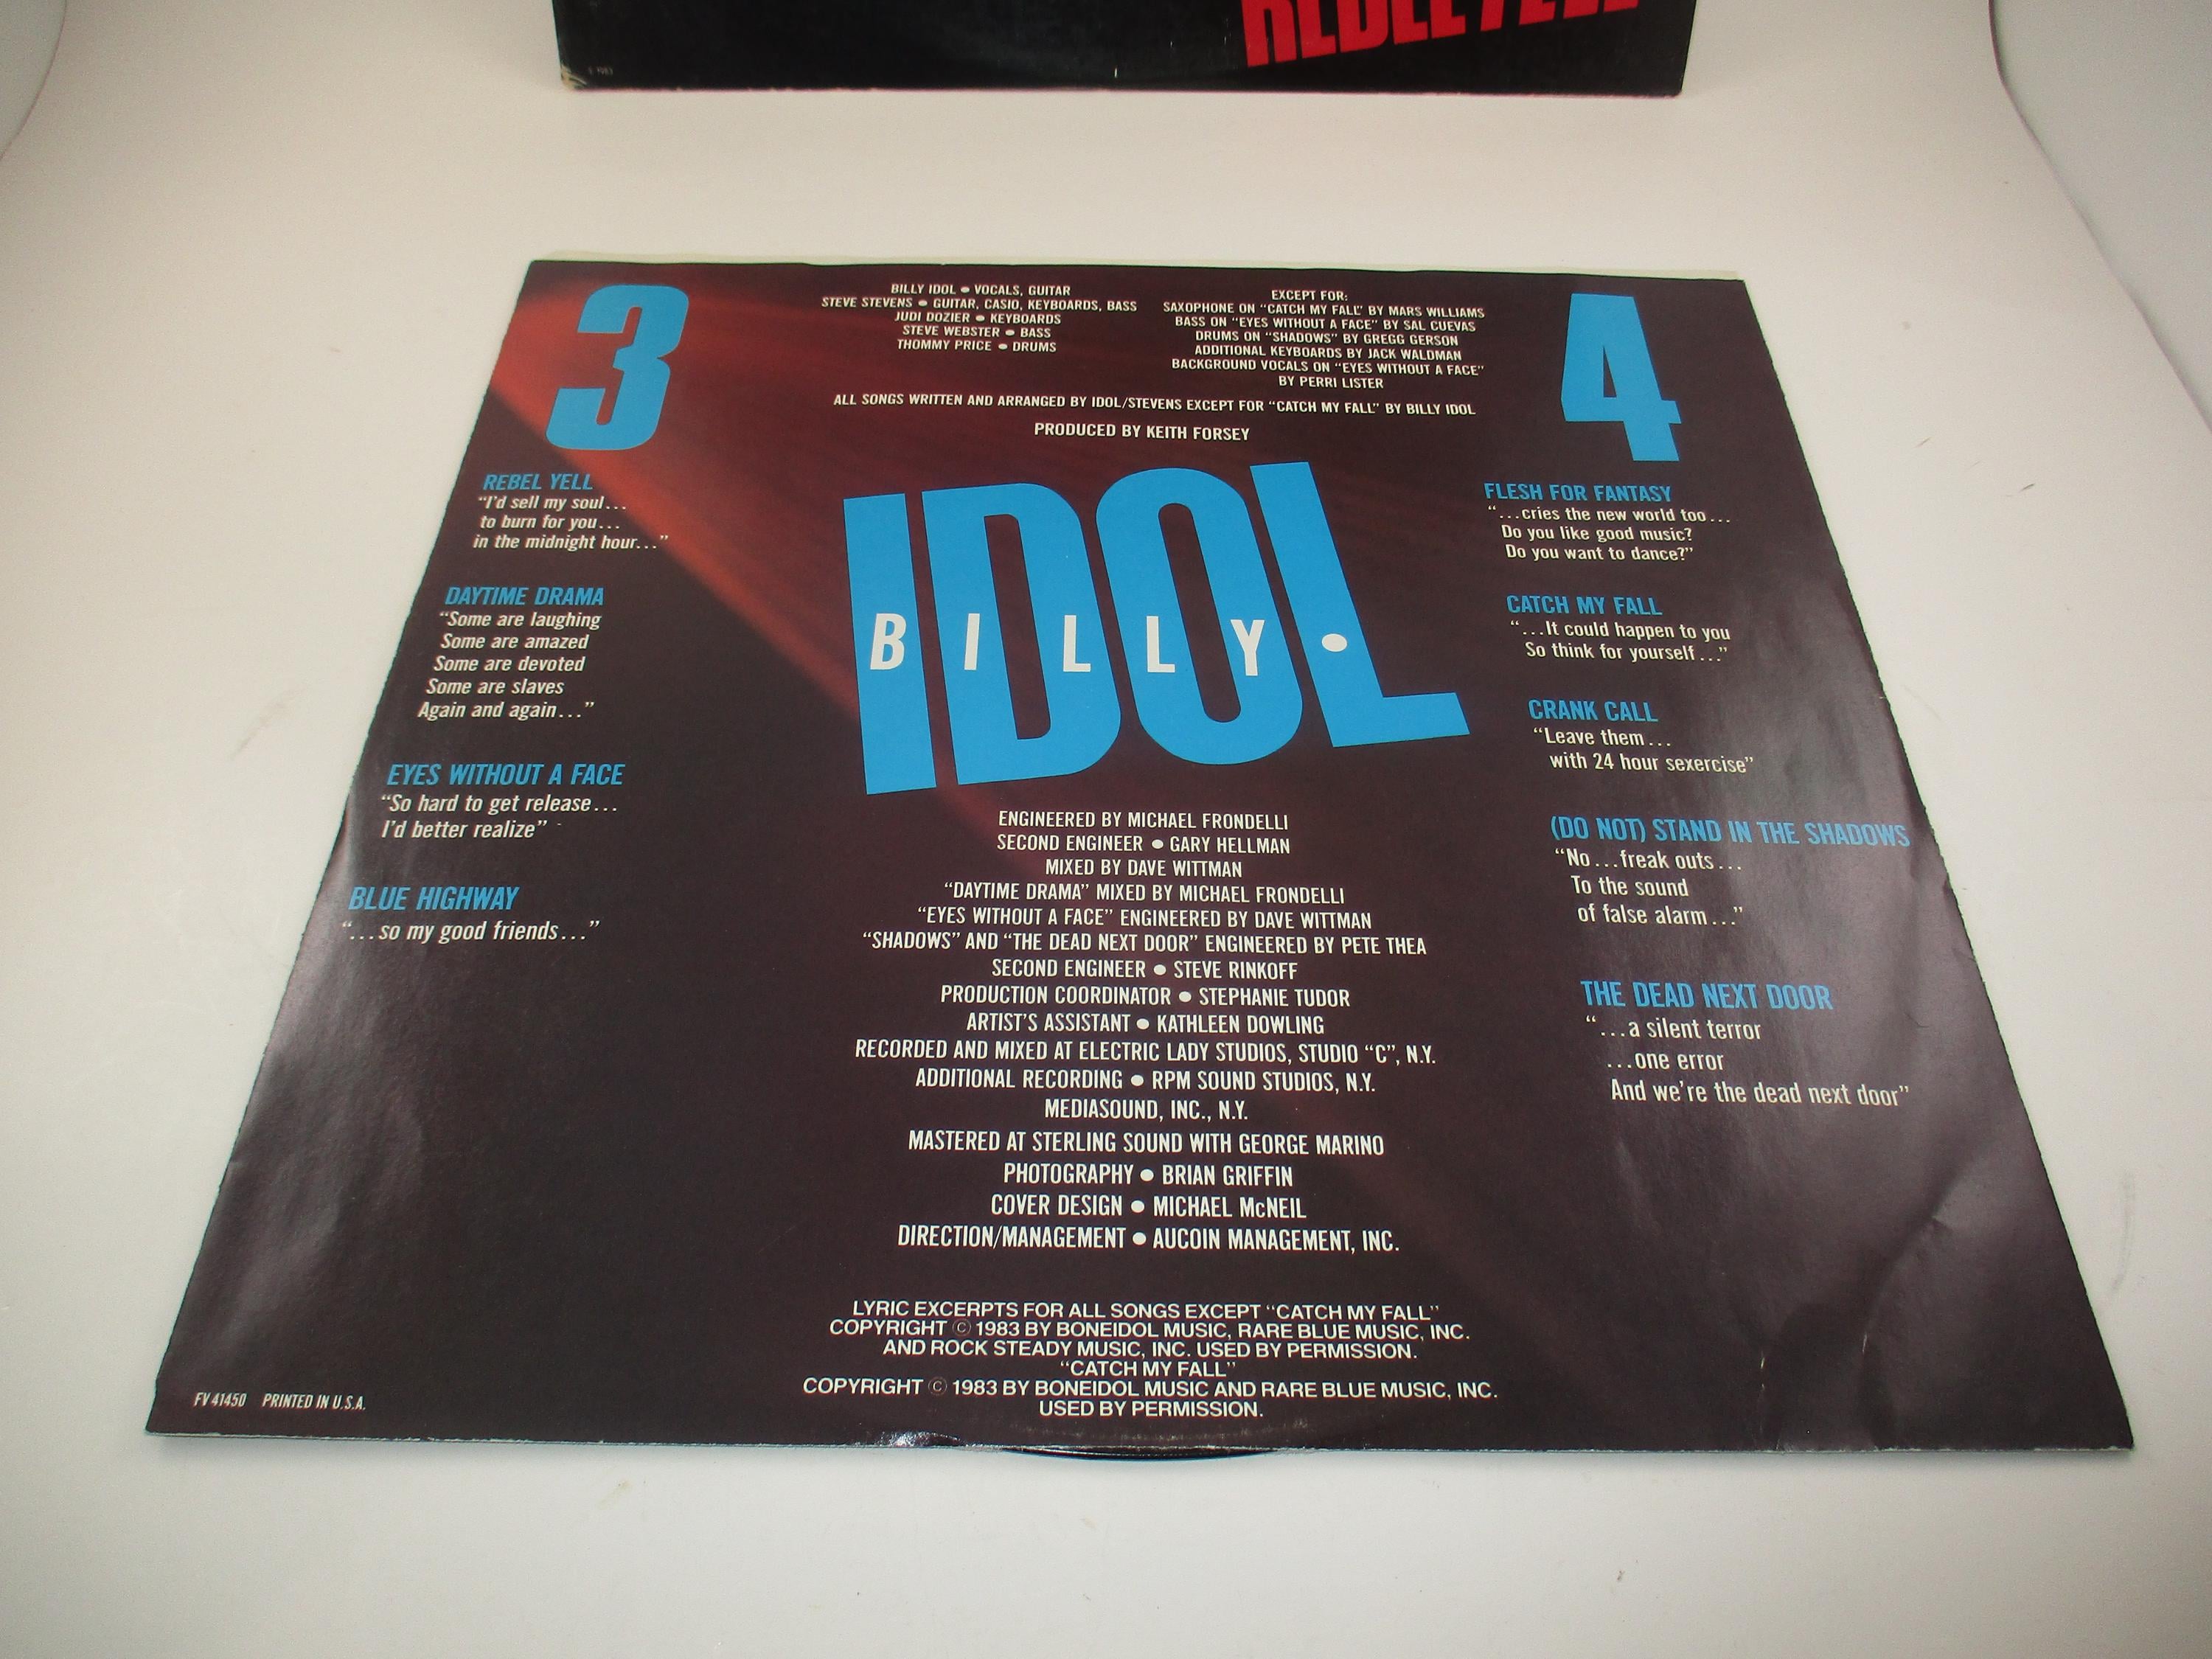 REBEL YELL
3
BILLY IDOL • VOCALS, GUITAR
STEVE STEVENS • GUITAR, CASIO, KEYBOARDS, BASS
JUDI DOZIER • KEYBOARDS
STEVE WEBSTER • BASS
THOMMY PRICE • DRUMS
EXCEPT FOR:
SAXOPHONE ON "CATCH MY FALL" BY MARS WILLIAMS
BASS ON "EYES WITHOUT A FACE" BY SAL CUEVAS
DRUMS ON "SHADOWS" BY GREGG GERSON
ADDITIONAL KEYBOARDS BY JACK WALDMAN
BACKGROUND VOCALS ON "EYES WITHOUT A FACE"
BY PERRI LISTER
4
ALL SONGS WRITTEN AND ARRANGED BY IDOL/STEVENS EXCEPT FOR "CATCH MY FALL" BY BILLY IDOL
PRODUCED BY KEITH FORSEY
REBEL YELL
"I'd sell my soul...
to burn for you...
in the midnight hour..."
DAYTIME DRAMA
"Some are laughing
Some are amazed
Some are devoted
Some are slaves
Again and again..."
EYES WITHOUT A FACE
"So hard to get release...
I'd better realize"
BLUE HIGHWAY
"...so my good friends..."
IDOL
BILLY •
ENGINEERED BY MICHAEL FRONDELLI
SECOND ENGINEER • GARY HELLMAN
MIXED BY DAVE WITTMAN
"DAYTIME DRAMA" MIXED BY MICHAEL FRONDELLI
"EYES WITHOUT A FACE" ENGINEERED BY DAVE WITTMAN
"SHADOWS" AND "THE DEAD NEXT DOOR" ENGINEERED BY PETE THEA
SECOND ENGINEER • STEVE RINKOFF
PRODUCTION COORDINATOR • STEPHANIE TUDOR
ARTIST'S ASSISTANT • KATHLEEN DOWLING
RECORDED AND MIXED AT ELECTRIC LADY STUDIOS, STUDIO "C", N.Y.
ADDITIONAL RECORDING • RPM SOUND STUDIOS, N.Y.
MEDIASOUND, INC., N.Y.
MASTERED AT STERLING SOUND WITH GEORGE MARINO
PHOTOGRAPHY • BRIAN GRIFFIN
COVER DESIGN • MICHAEL McNEIL
DIRECTION/MANAGEMENT • AUCOIN MANAGEMENT, INC.
FLESH FOR FANTASY
"...cries the new world too...
Do you like good music?
Do you want to dance?"
CATCH MY FALL
"...It could happen to you
So think for yourself..."
CRANK CALL
"Leave them...
with 24 hour sexercise"
(DO NOT) STAND IN THE SHADOWS
"No...freak outs...
To the sound
of false alarm..."
THE DEAD NEXT DOOR
"...a silent terror
...one error
And we're the dead next door"
LYRIC EXCERPTS FOR ALL SONGS EXCEPT "CATCH MY FALL"
COPYRIGHT © 1983 BY BONEIDOL MUSIC, RARE BLUE MUSIC, INC.
AND ROCK STEADY MUSIC, INC. USED BY PERMISSION.
"CATCH MY FALL"
COPYRIGHT © 1983 BY BONEIDOL MUSIC AND RARE BLUE MUSIC, INC.
USED BY PERMISSION.
FV 41450 PRINTED IN U.S.A.